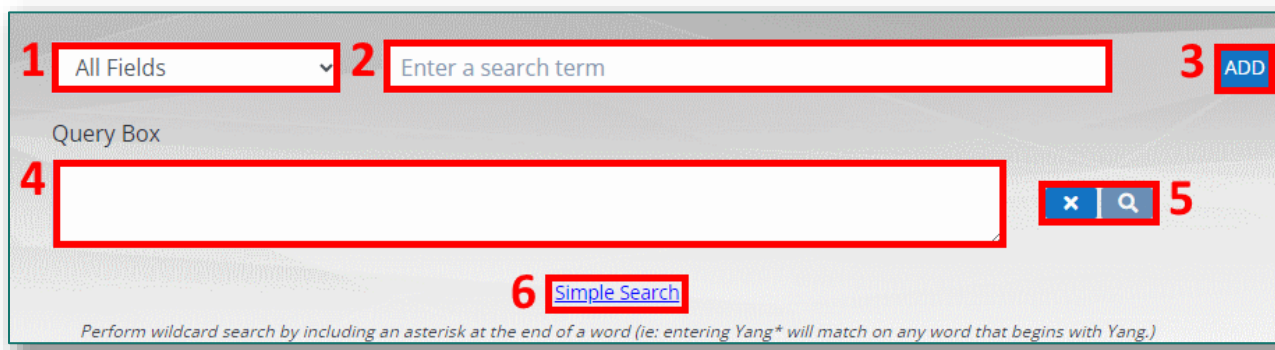 1 All Fields 2 Enter a search term 3 ADD
Query Box
4
5
6 Simple Search
Perform wildcard search by including an asterisk at the end of a word (ie: entering Yang* will match on any word that begins with Yang.)